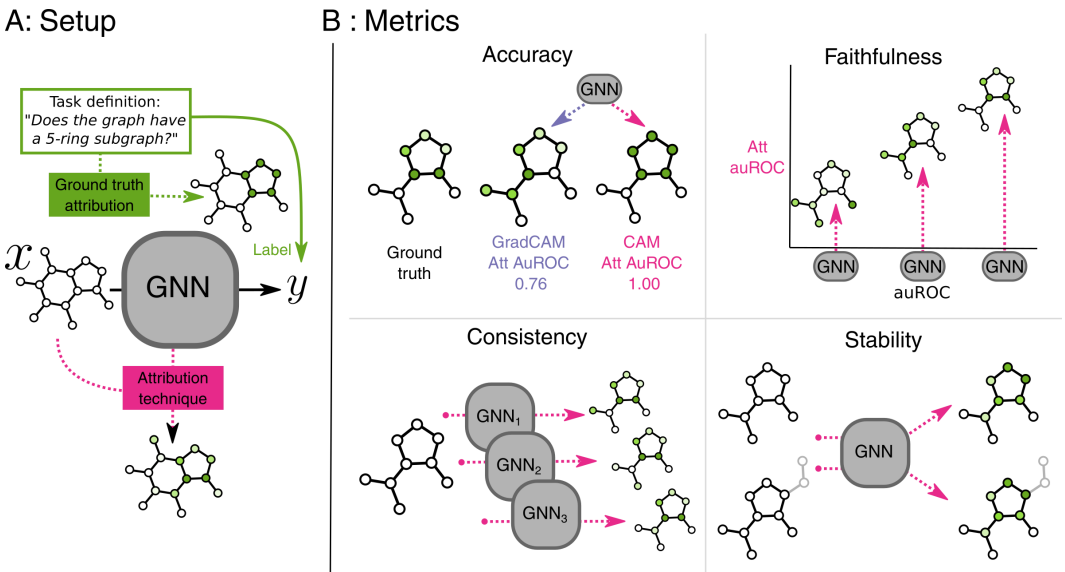 A: Setup
Task definition:
"Does the graph have
a 5-ring subgraph?"
Ground truth
attribution
Label
x
GNN
y
Attribution
technique
B : Metrics
Accuracy
GNN
Ground
truth
GradCAM
Att AuROC
0.76
CAM
Att AuROC
1.00
Faithfulness
Att
auROC
GNN
GNN
GNN
auROC
Consistency
GNN₁
GNN₂
GNN₃
Stability
GNN